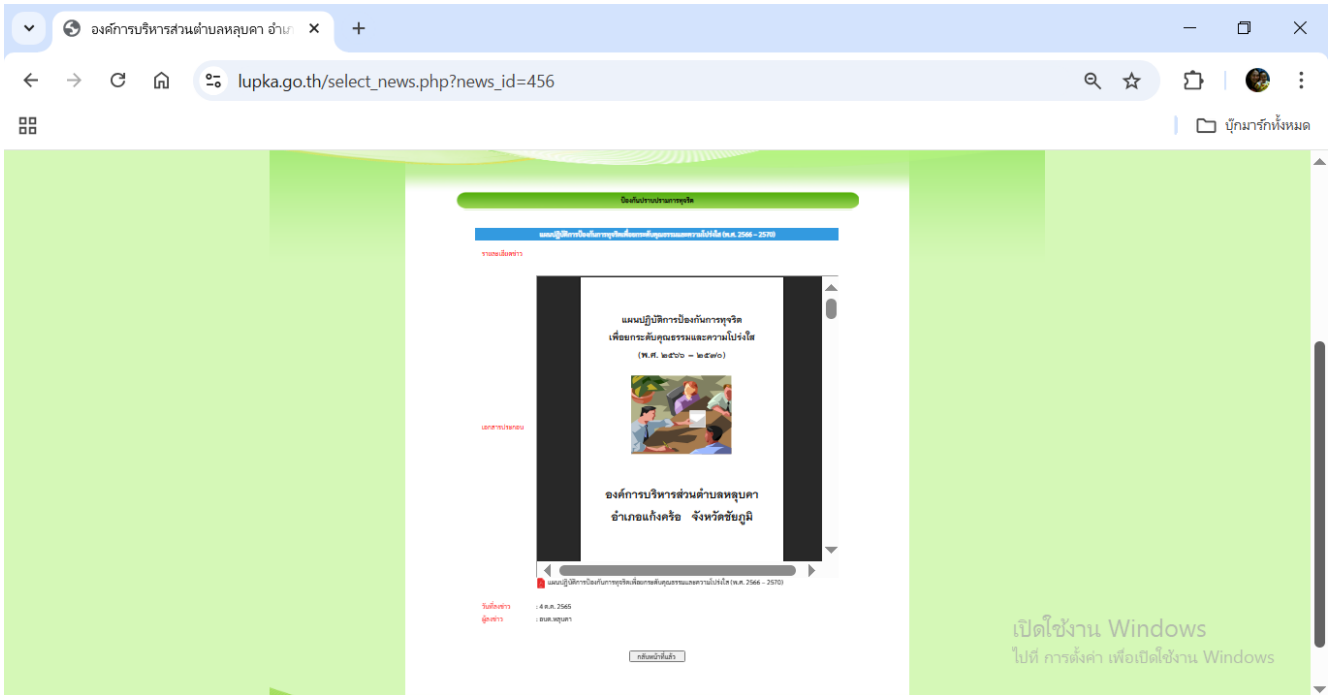 องค์การบริหารส่วนตำบลหลุบคา อำเภ
lupka.go.th/select_news.php?news_id=456
บุ๊กมาร์กทั้งหมด
ป้องกันปราบปรามการทุจริต
แผนปฏิบัติการป้องกันการทุจริตเพื่อยกระดับคุณธรรมและความโปร่งใส (พ.ศ. 2566 – 2570)
รายละเอียดข่าว
แผนปฏิบัติการป้องกันการทุจริต
เพื่อยกระดับคุณธรรมและความโปร่งใส
(พ.ศ. ๒๕๖๖ – ๒๕๗๐)
เอกสารประกอบ
องค์การบริหารส่วนตำบลหลุบคา
อำเภอแก้งคร้อ จังหวัดชัยภูมิ
แผนปฏิบัติการป้องกันการทุจริตเพื่อยกระดับคุณธรรมและความโปร่งใส (พ.ศ. 2566 – 2570)
วันที่ลงข่าว : 4 ต.ค. 2565
ผู้ลงข่าว : อบต.หลุบคา
กลับหน้าที่แล้ว
เปิดใช้งาน Windows
ไปที่ การตั้งค่า เพื่อเปิดใช้งาน Windows